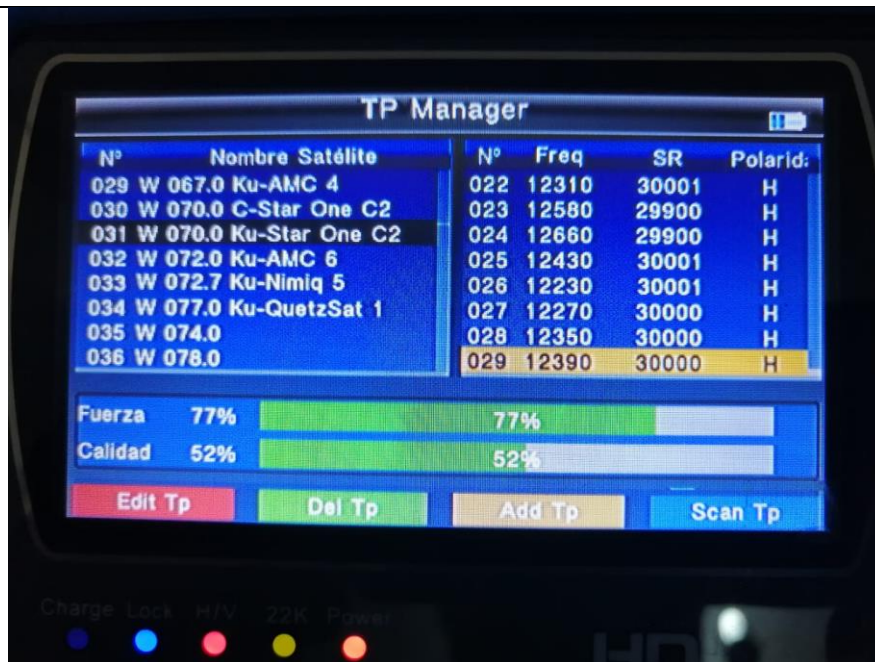 TP Manager
Nº Nombre Satélite
029 W 067.0 Ku-AMC 4
030 W 070.0 C-Star One C2
031 W 070.0 Ku-Star One C2
032 W 072.0 Ku-AMC 6
033 W 072.7 Ku-Nimiq 5
034 W 077.0 Ku-QuetzSat 1
035 W 074.0
036 W 078.0
Nº Freq SR Polarid
022 12310 30001 H
023 12580 29900 H
024 12660 29900 H
025 12430 30001 H
026 12230 30001 H
027 12270 30000 H
028 12350 30000 H
029 12390 30000 H
Fuerza 77% 77%
Calidad 52% 52%
Edit Tp Del Tp Add Tp Scan Tp
Charge Lock H/V 22K Power